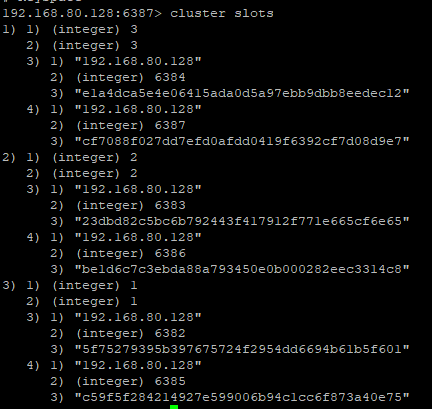 192.168.80.128:6387> cluster slots
1) 1) (integer) 3
   2) (integer) 3
   3) 1) "192.168.80.128"
      2) (integer) 6384
      3) "e1a4dca5e4e06415ada0d5a97ebb9dbb8eedec12"
   4) 1) "192.168.80.128"
      2) (integer) 6387
      3) "cf7088f027dd7efd0afdd0419f6392cf7d08d9e7"
2) 1) (integer) 2
   2) (integer) 2
   3) 1) "192.168.80.128"
      2) (integer) 6383
      3) "23dbd82c5bc6b792443f417912f771e665cf6e65"
   4) 1) "192.168.80.128"
      2) (integer) 6386
      3) "be1d6c7c3ebda88a793450e0b000282eec3314c8"
3) 1) (integer) 1
   2) (integer) 1
   3) 1) "192.168.80.128"
      2) (integer) 6382
      3) "5f75279395b397675724f2954dd6694b61b5f601"
   4) 1) "192.168.80.128"
      2) (integer) 6385
      3) "c59f5f284214927e599006b94c1cc6f873a40e75"